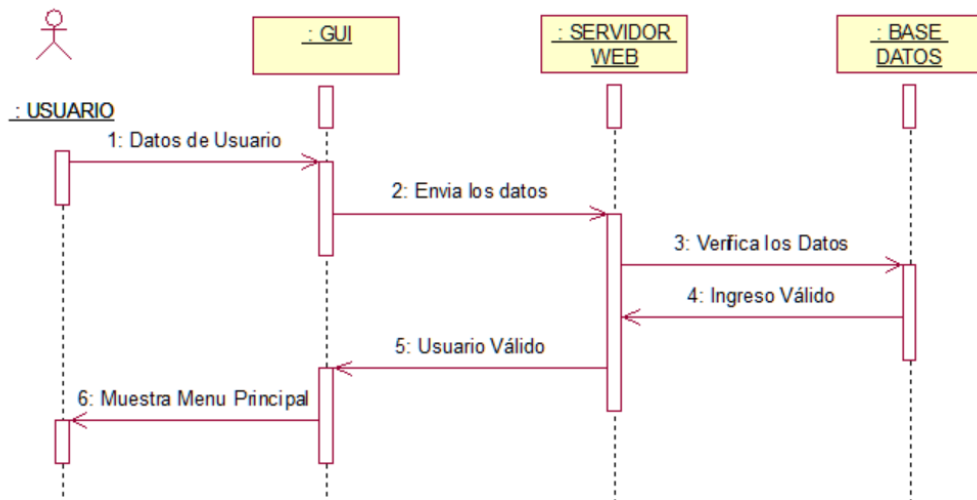 : GUI
: SERVIDOR
WEB
: BASE
DATOS
: USUARIO
1: Datos de Usuario
2: Envia los datos
3: Verfica los Datos
4: Ingreso Válido
5: Usuario Válido
6: Muestra Menu Principal